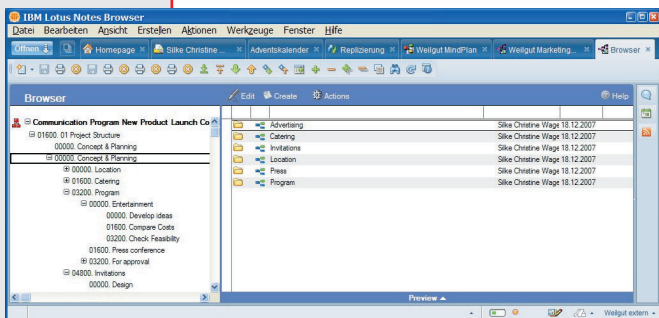 IBM Lotus Notes Browser
Datei Bearbeiten Ansicht Erstellen Aktionen Werkzeuge Fenster Hilfe
Öffnen Homepage Silke Christine ... Adventskalender Replizierung Weilgut MindPlan Weilgut Marketing... Browser
Browser
Edit Create Actions Help
Communication Program New Product Launch Co
01600. 01 Project Structure
00000. Concept & Planning
00000. Concept & Planning
00000. Location
01600. Catering
03200. Program
00000. Entertainment
00000. Develop ideas
01600. Compare Costs
03200. Check Feasibility
01600. Press conference
03200. For approval
04800. Invitations
00000. Design
Advertising Silke Christine Wage 18.12.2007
Catering Silke Christine Wage 18.12.2007
Invitations Silke Christine Wage 18.12.2007
Location Silke Christine Wage 18.12.2007
Press Silke Christine Wage 18.12.2007
Program Silke Christine Wage 18.12.2007
Preview
Weilgut extern